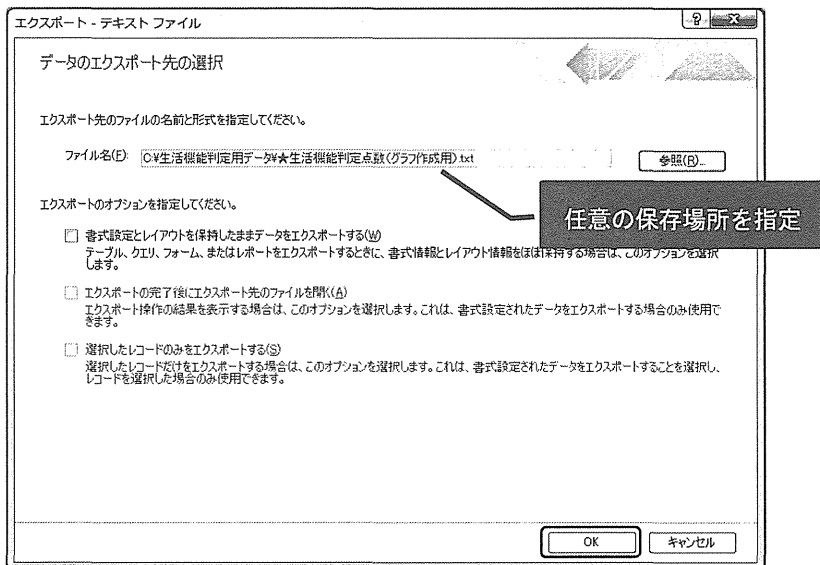 エクスポート - テキスト ファイル
データのエクスポート先の選択
エクスポート先のファイルの名前と形式を指定してください。
ファイル名(F): C:¥生活機能判定用データ¥★生活機能判定点数(グラフ作成用).txt 参照(R)...
任意の保存場所を指定
エクスポートのオプションを指定してください。
書式設定とレイアウトを保持したままデータをエクスポートする(W)
テーブル、クエリ、フォーム、またはレポートをエクスポートするときに、書式情報とレイアウト情報をほぼ保持する場合は、このオプションを選択
します。
エクスポートの完了後にエクスポート先のファイルを開く(A)
エクスポート操作の結果を表示する場合は、このオプションを選択します。これは、書式設定されたデータをエクスポートする場合のみ使用で
きます。
選択したレコードのみをエクスポートする(S)
選択したレコードだけをエクスポートする場合は、このオプションを選択します。これは、書式設定されたデータをエクスポートすることを選択し、
レコードを選択した場合のみ使用できます。
OK キャンセル